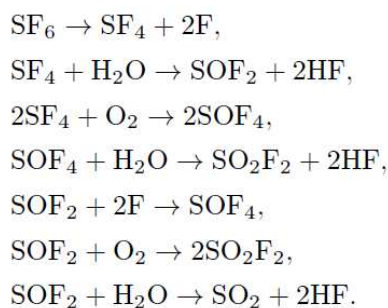 SF₆ → SF₄ + 2F,
SF₄ + H₂O → SOF₂ + 2HF,
2SF₄ + O₂ → 2SOF₄,
SOF₄ + H₂O → SO₂F₂ + 2HF,
SOF₂ + 2F → SOF₄,
SOF₂ + O₂ → 2SO₂F₂,
SOF₂ + H₂O → SO₂ + 2HF.